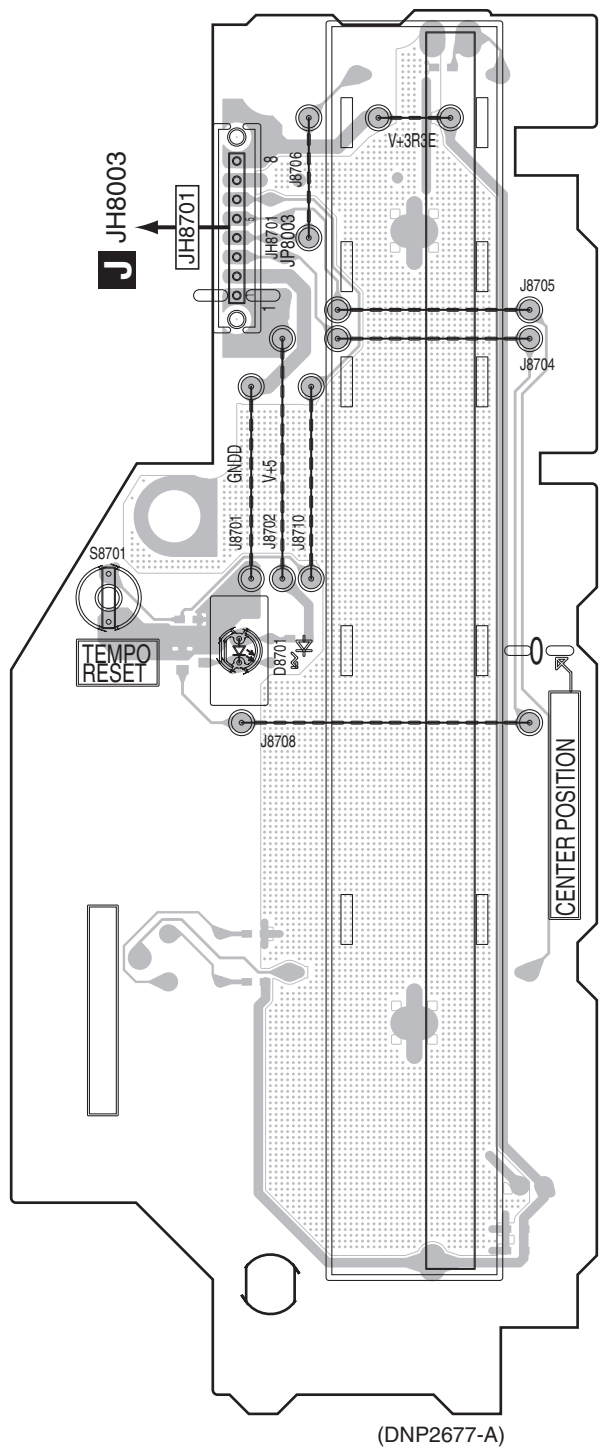 J JH8003
JH8701
8
5
1
JH8701
JP8003
J8706
V+3R3E
J8705
J8704
GNDD
V+5
J8701
J8702
J8710
S8701
TEMPO
RESET
D8701
J8708
CENTER POSITION
(DNP2677-A)